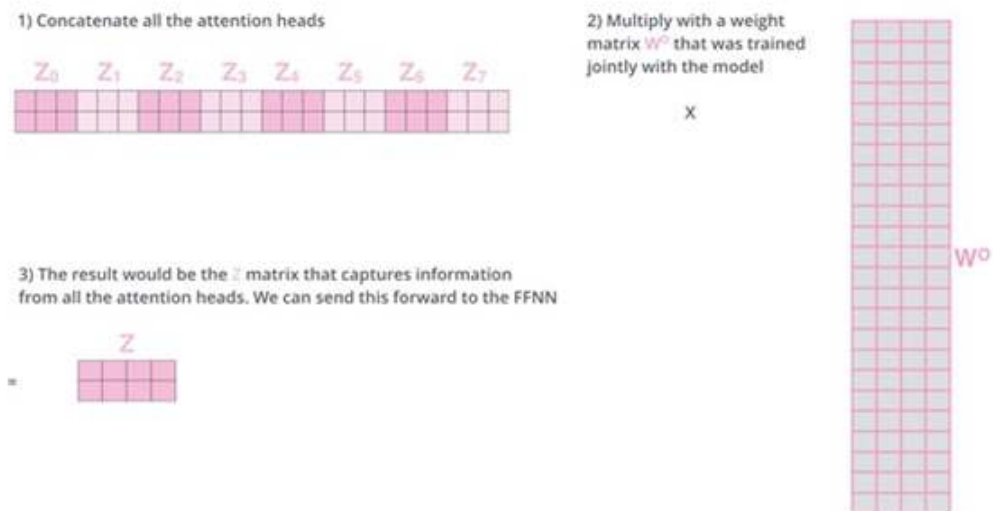 1) Concatenate all the attention heads
Z0 Z1 Z2 Z3 Z4 Z5 Z6 Z7
2) Multiply with a weight
matrix WO that was trained
jointly with the model
X
WO
3) The result would be the Z matrix that captures information
from all the attention heads. We can send this forward to the FFNN
Z
=